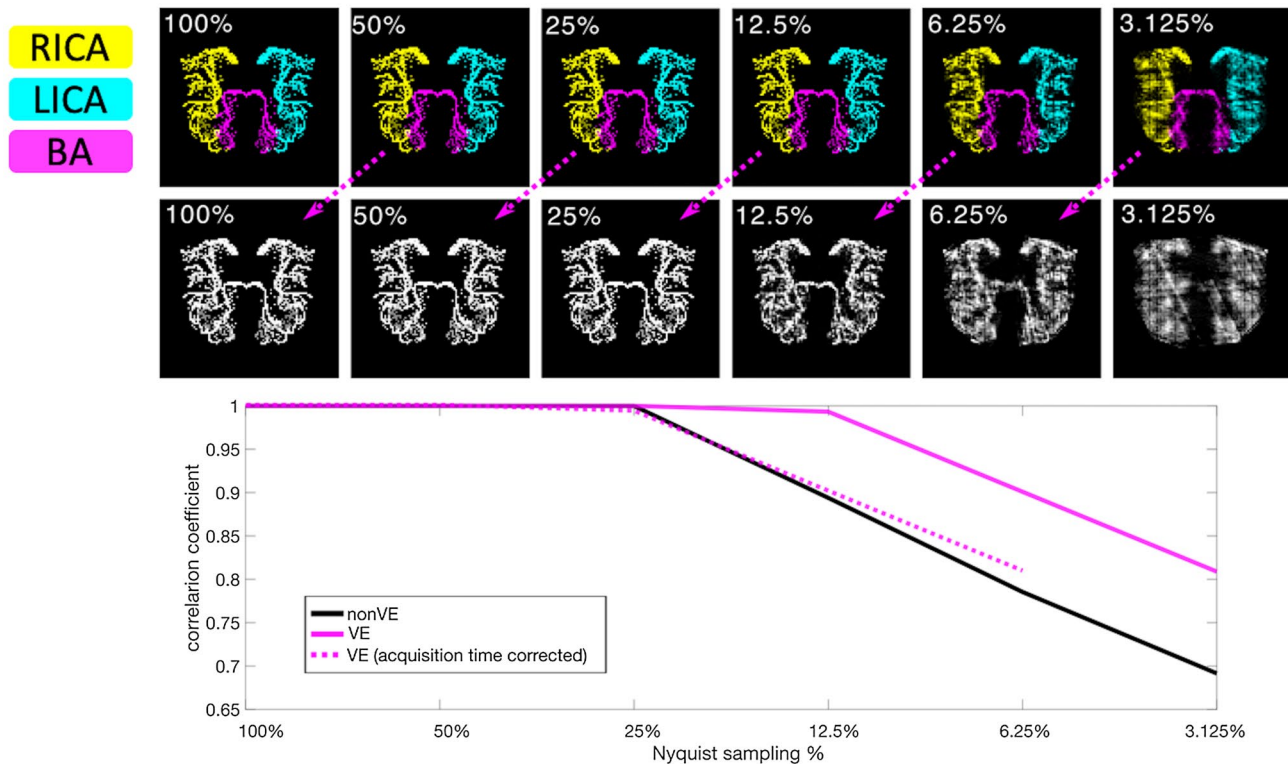 RICA
LICA
BA
100% 50% 25% 12.5% 6.25% 3.125%
100% 50% 25% 12.5% 6.25% 3.125%
correlarion coefficient
1
0.95
0.9
0.85
0.8
0.75
0.7
0.65
nonVE
VE
VE (acquisition time corrected)
100% 50% 25% 12.5% 6.25% 3.125%
Nyquist sampling %